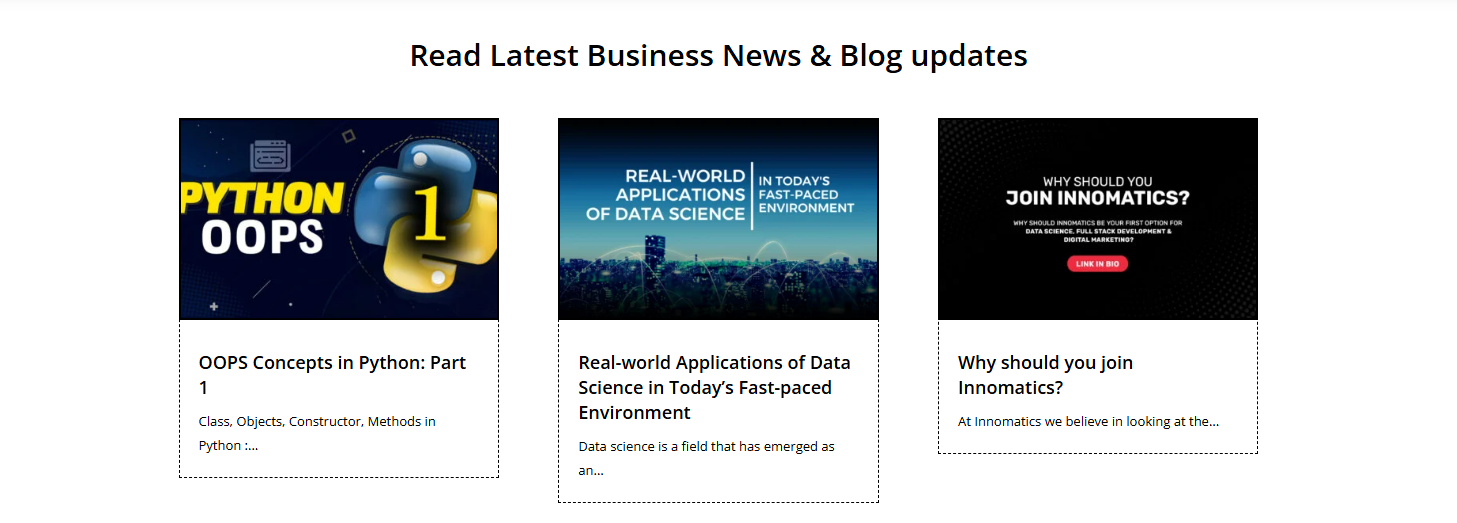 Read Latest Business News & Blog updates
PYTHON
OOPS
1
OOPS Concepts in Python: Part
1
Class, Objects, Constructor, Methods in
Python :...
REAL-WORLD
APPLICATIONS
OF DATA SCIENCE
IN TODAY'S
FAST-PACED
ENVIRONMENT
Real-world Applications of Data
Science in Today’s Fast-paced
Environment
Data science is a field that has emerged as
an...
WHY SHOULD YOU
JOIN INNOMATICS?
WHY SHOULD INNOMATICS BE YOUR FIRST OPTION FOR
DATA SCIENCE, FULL STACK DEVELOPMENT &
DIGITAL MARKETING?
LINK IN BIO
Why should you join
Innomatics?
At Innomatics we believe in looking at the...